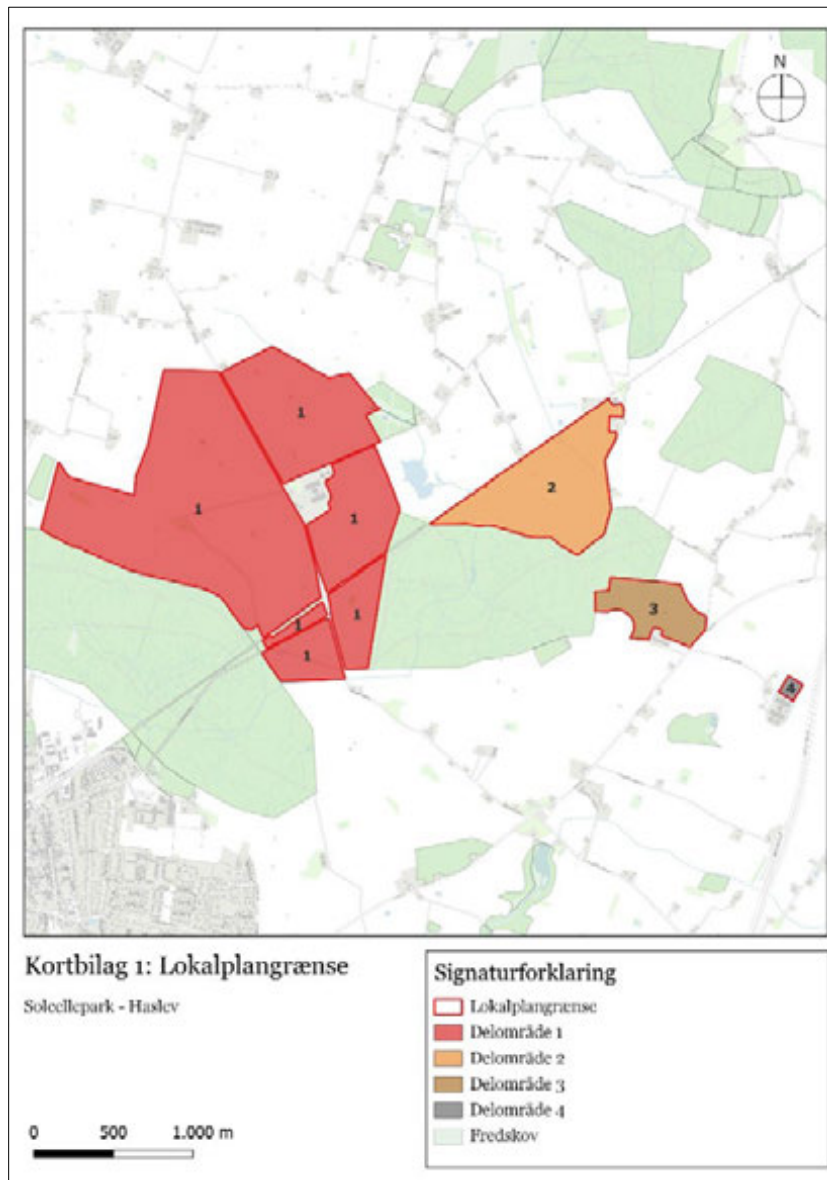 N
1
1
1
1
1
1
2
3
4
Kortbilag 1: Lokalplangrænse
Solcellepark - Haslev
0 500 1.000 m
Signaturforklaring
Lokalplangrænse
Delområde 1
Delområde 2
Delområde 3
Delområde 4
Fredskov